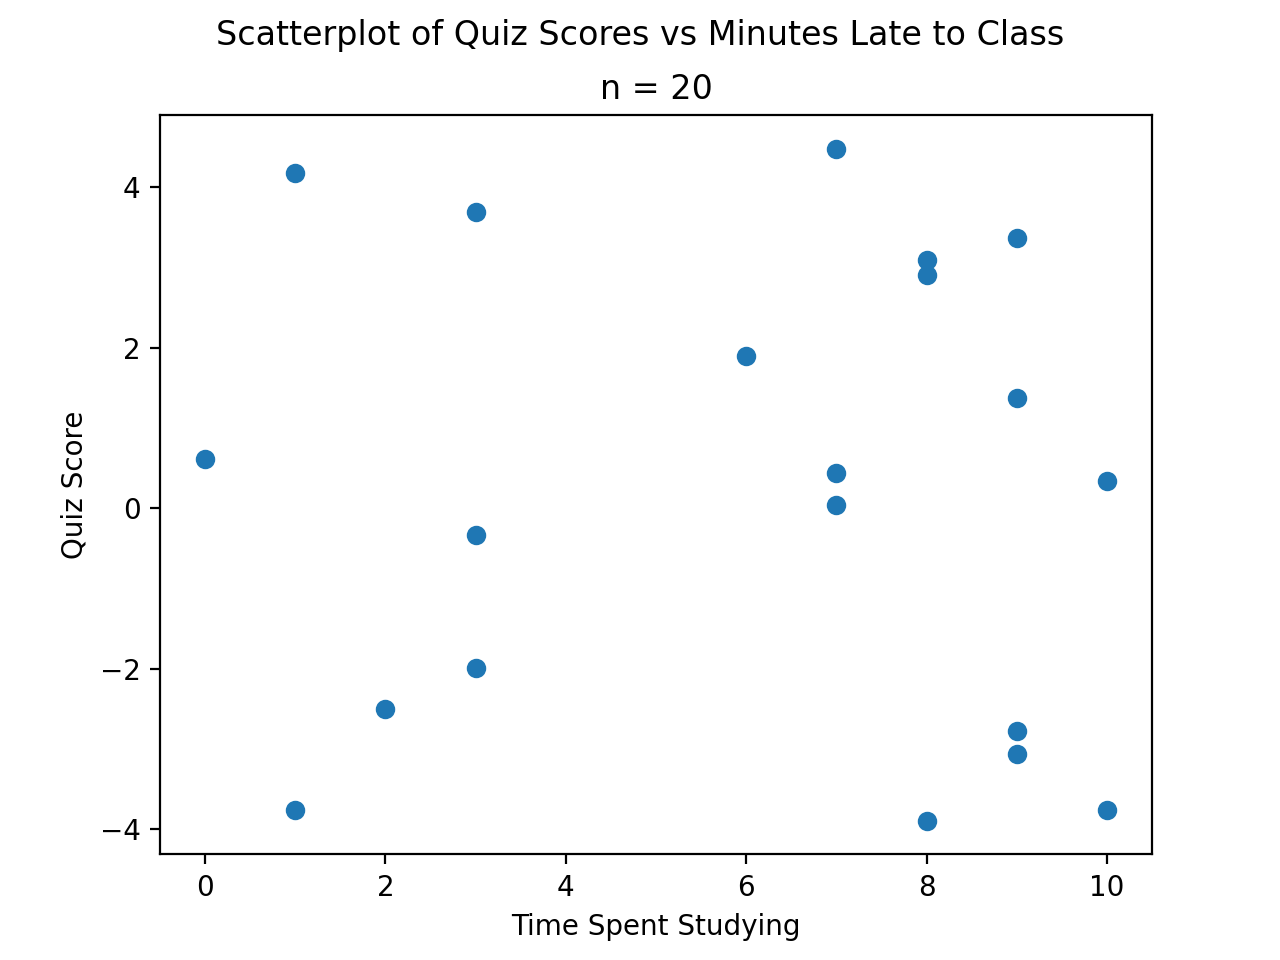 Scatterplot of Quiz Scores vs Minutes Late to Class
n = 20
4
2
0
−2
−4
Quiz Score
0 2 4 6 8 10
Time Spent Studying